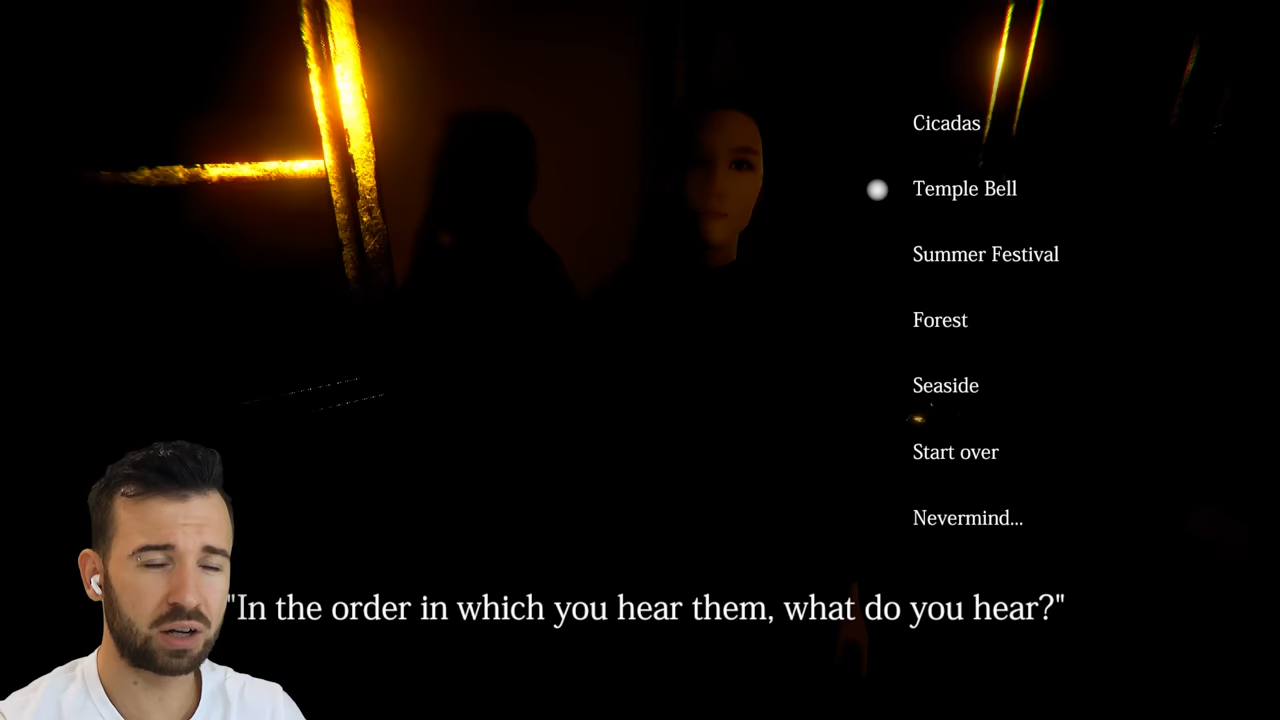 Cicadas
Temple Bell
Summer Festival
Forest
Seaside
Start over
Nevermind...
"In the order in which you hear them, what do you hear?"